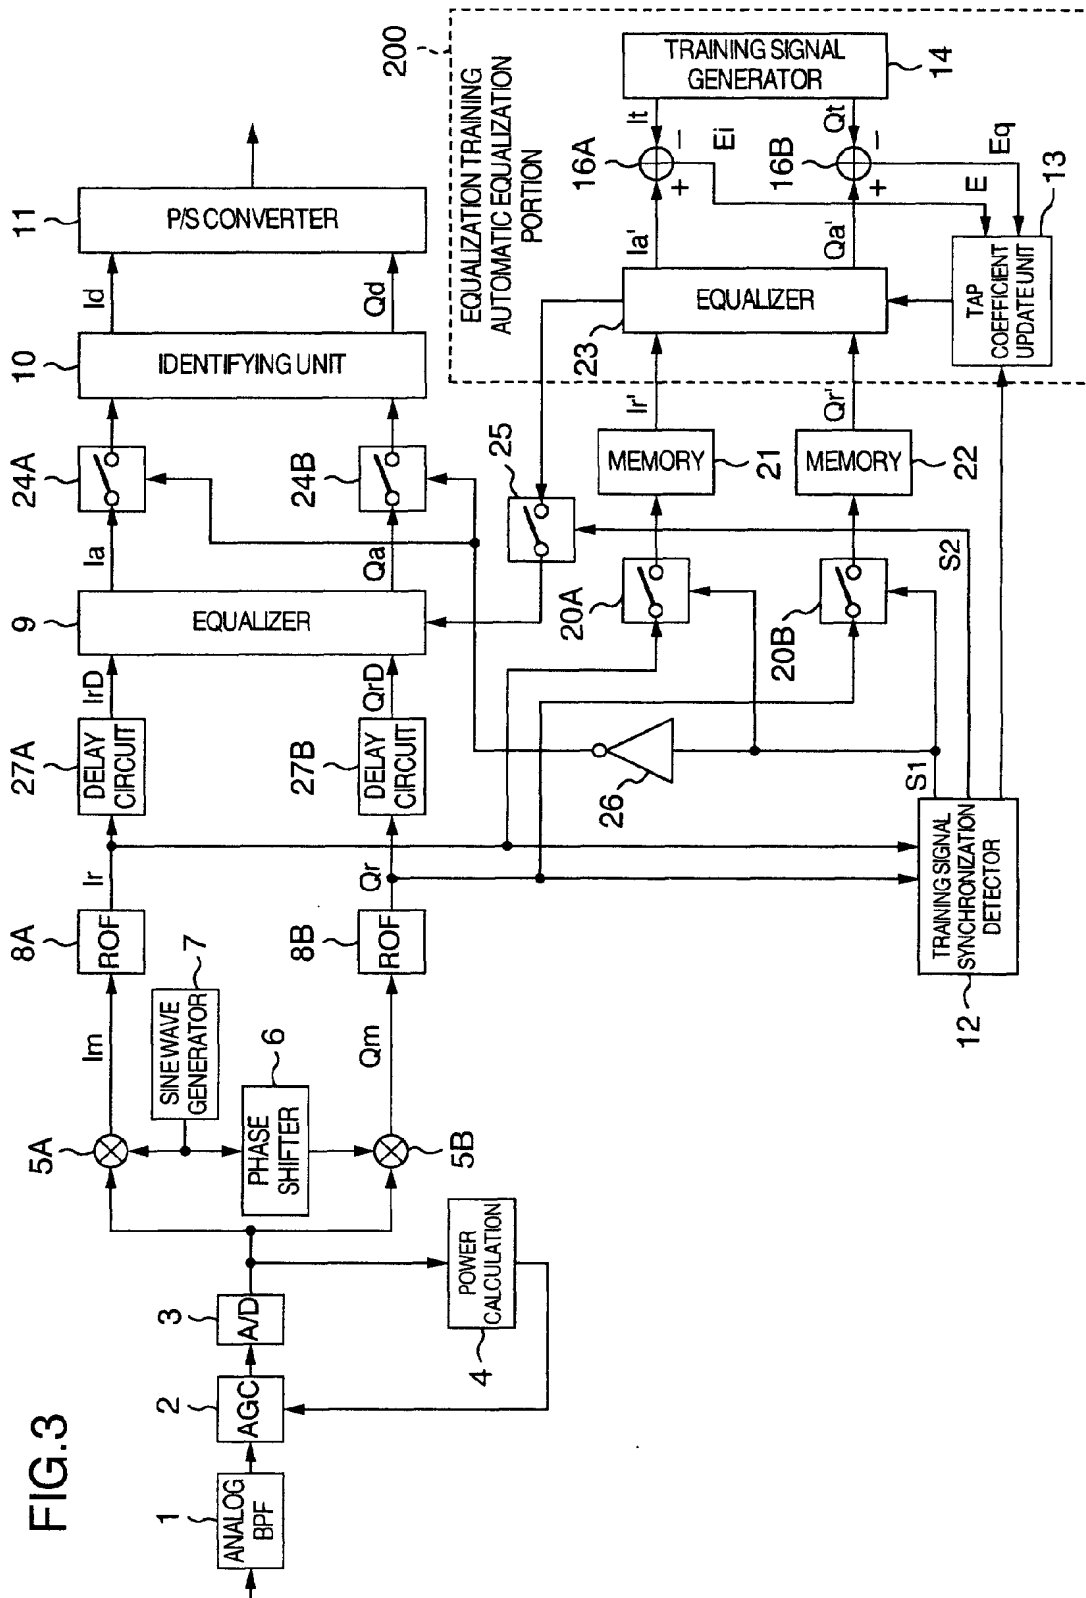 FIG.3
1
ANALOG
BPF
2
AGC
3
A/D
4
POWER
CALCULATION
5A
5B
6
PHASE
SHIFTER
7
SINE WAVE
GENERATOR
Im
Qm
8A
ROF
8B
ROF
Ir
Qr
27A
DELAY
CIRCUIT
27B
DELAY
CIRCUIT
IrD
QrD
9
EQUALIZER
Ia
Qa
24A
24B
10
IDENTIFYING UNIT
Id
Qd
11
P/S CONVERTER
12
TRAINING SIGNAL
SYNCHRONIZATION
DETECTOR
S1
S2
26
20A
20B
25
MEMORY
21
MEMORY
22
Ir'
Qr'
200
EQUALIZATION TRAINING
AUTOMATIC EQUALIZATION
PORTION
23
EQUALIZER
Ia'
Qa'
16A
+
−
16B
+
−
It
Qt
TRAINING SIGNAL
GENERATOR
14
Ei
Eq
E
13
TAP
COEFFICIENT
UPDATE UNIT